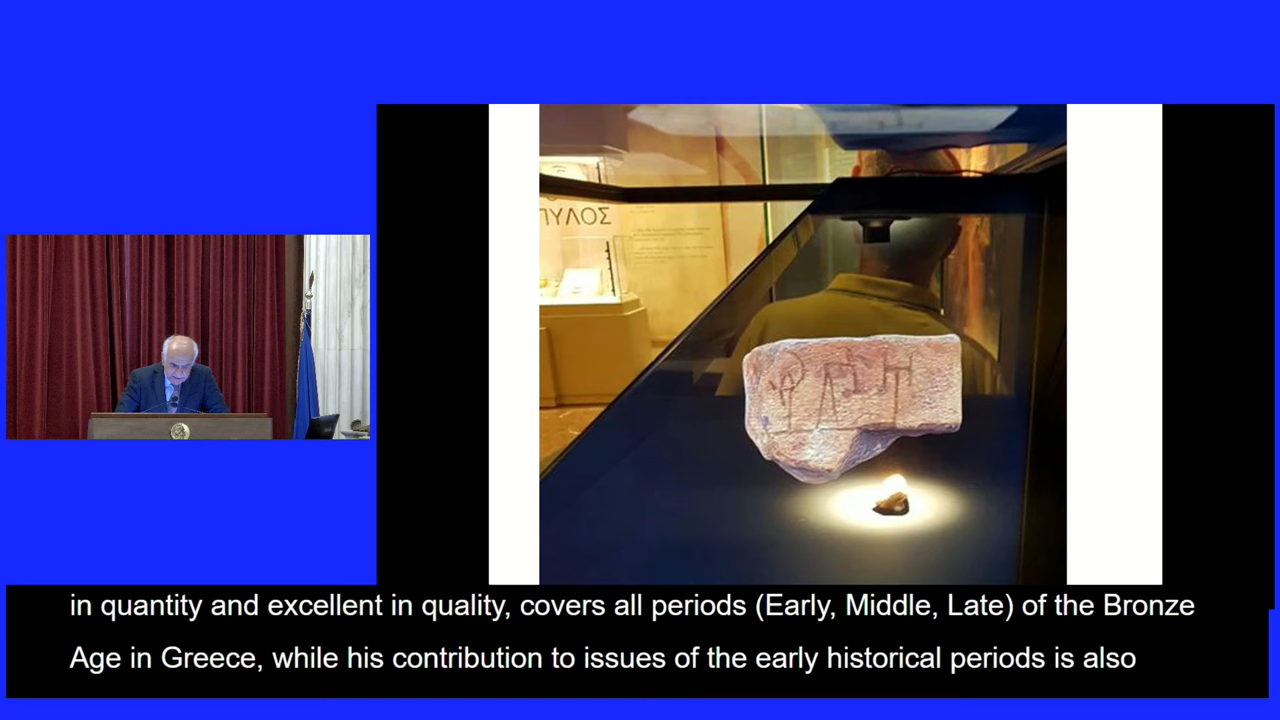 ΣΟΛΥΠ
in quantity and excellent in quality, covers all periods (Early, Middle, Late) of the Bronze
Age in Greece, while his contribution to issues of the early historical periods is also